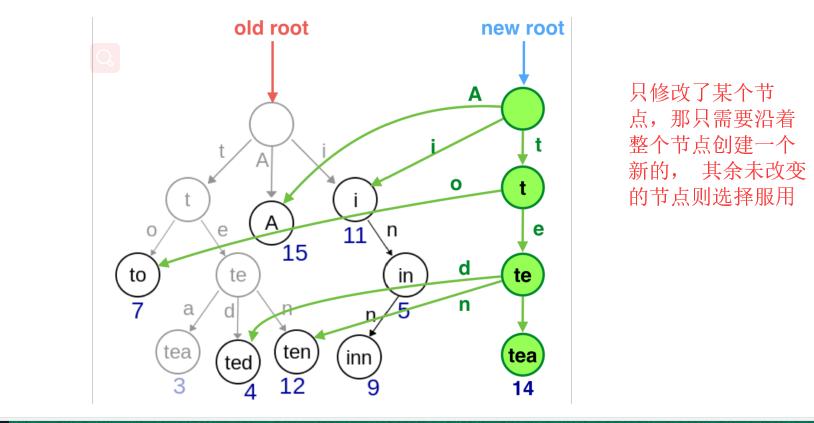 old root
new root
A
t
A
i
i
t
t
A
i
o
t
o
e
n
15
11
e
to
te
in
d
te
7
a
d
n
n
5
n
tea
ted
ten
inn
tea
3
4
12
9
14
只修改了某个节
点，那只需要沿着
整个节点创建一个
新的， 其余未改变
的节点则选择服用